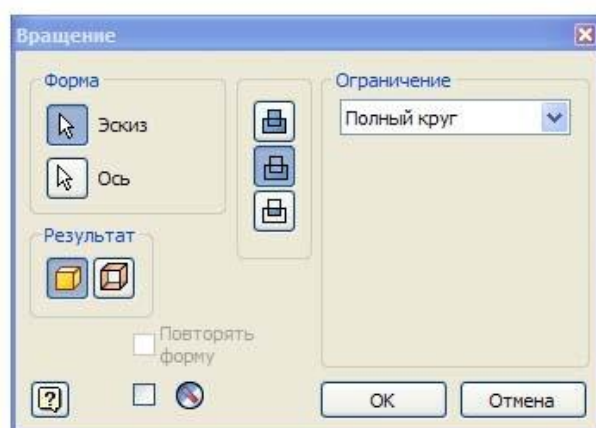 Вращение
Форма
Эскиз
Ось
Результат
Повторять
форму
Ограничение
Полный круг
OK
Отмена